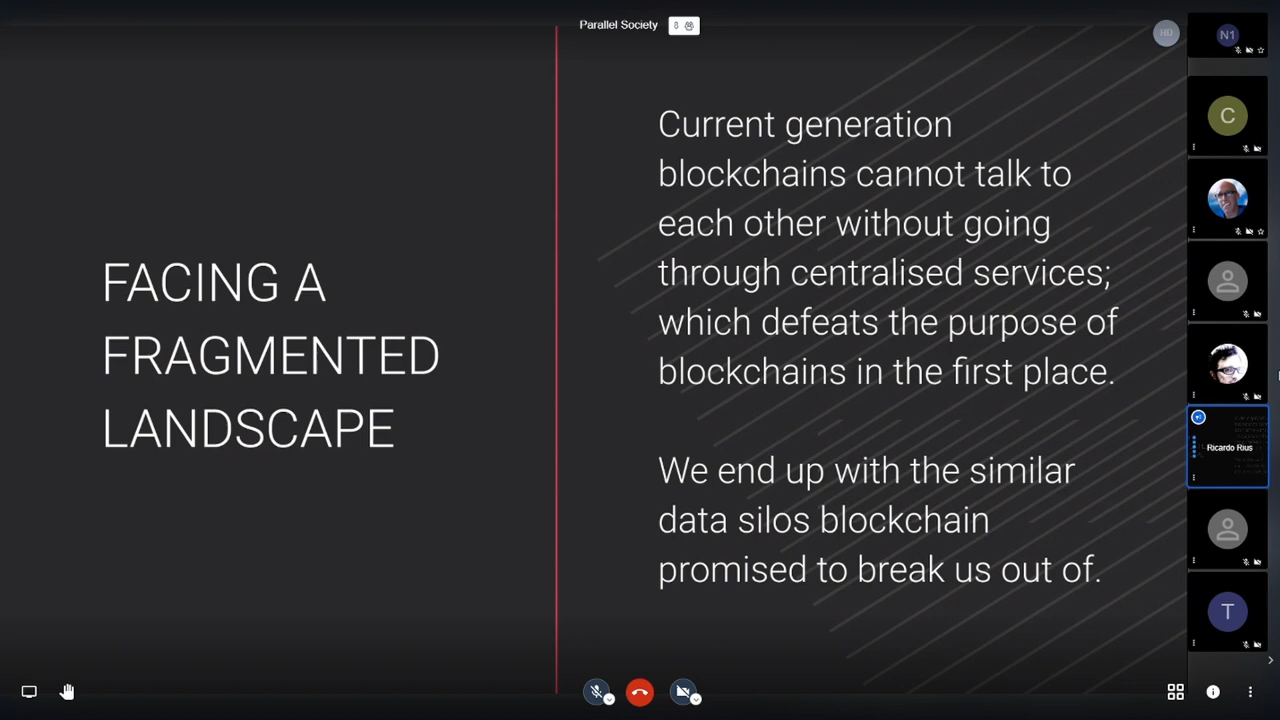 Parallel Society 8
HD
N1
C
FACING A
FRAGMENTED
LANDSCAPE
Current generation
blockchains cannot talk to
each other without going
through centralised services;
which defeats the purpose of
blockchains in the first place.
We end up with the similar
data silos blockchain
promised to break us out of.
Ricardo Rius
T